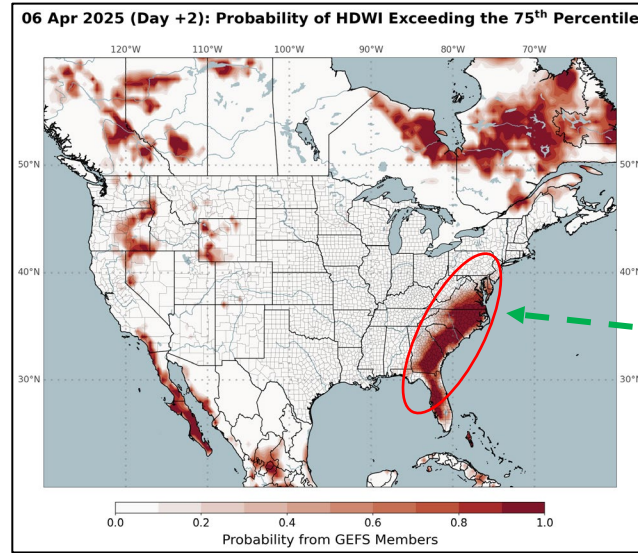 06 Apr 2025 (Day +2): Probability of HDWI Exceeding the 75th Percentile
120°W 110°W 100°W 90°W 80°W 70°W
50°N 50°N
40°N 40°N
30°N 30°N
0.0 0.2 0.4 0.6 0.8 1.0
Probability from GEFS Members